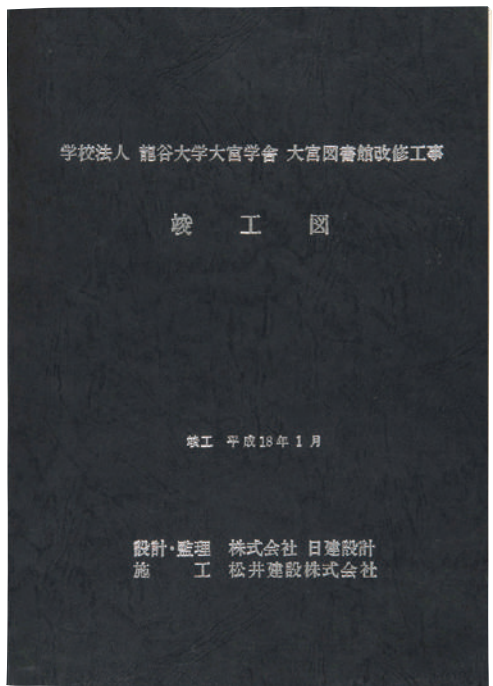 学校法人 龍谷大学大宮学舎 大宮図書館改修工事
竣 工 図
竣工 平成18年 1 月
設計・監理 株式会社 日建設計
施 工 松井建設株式会社